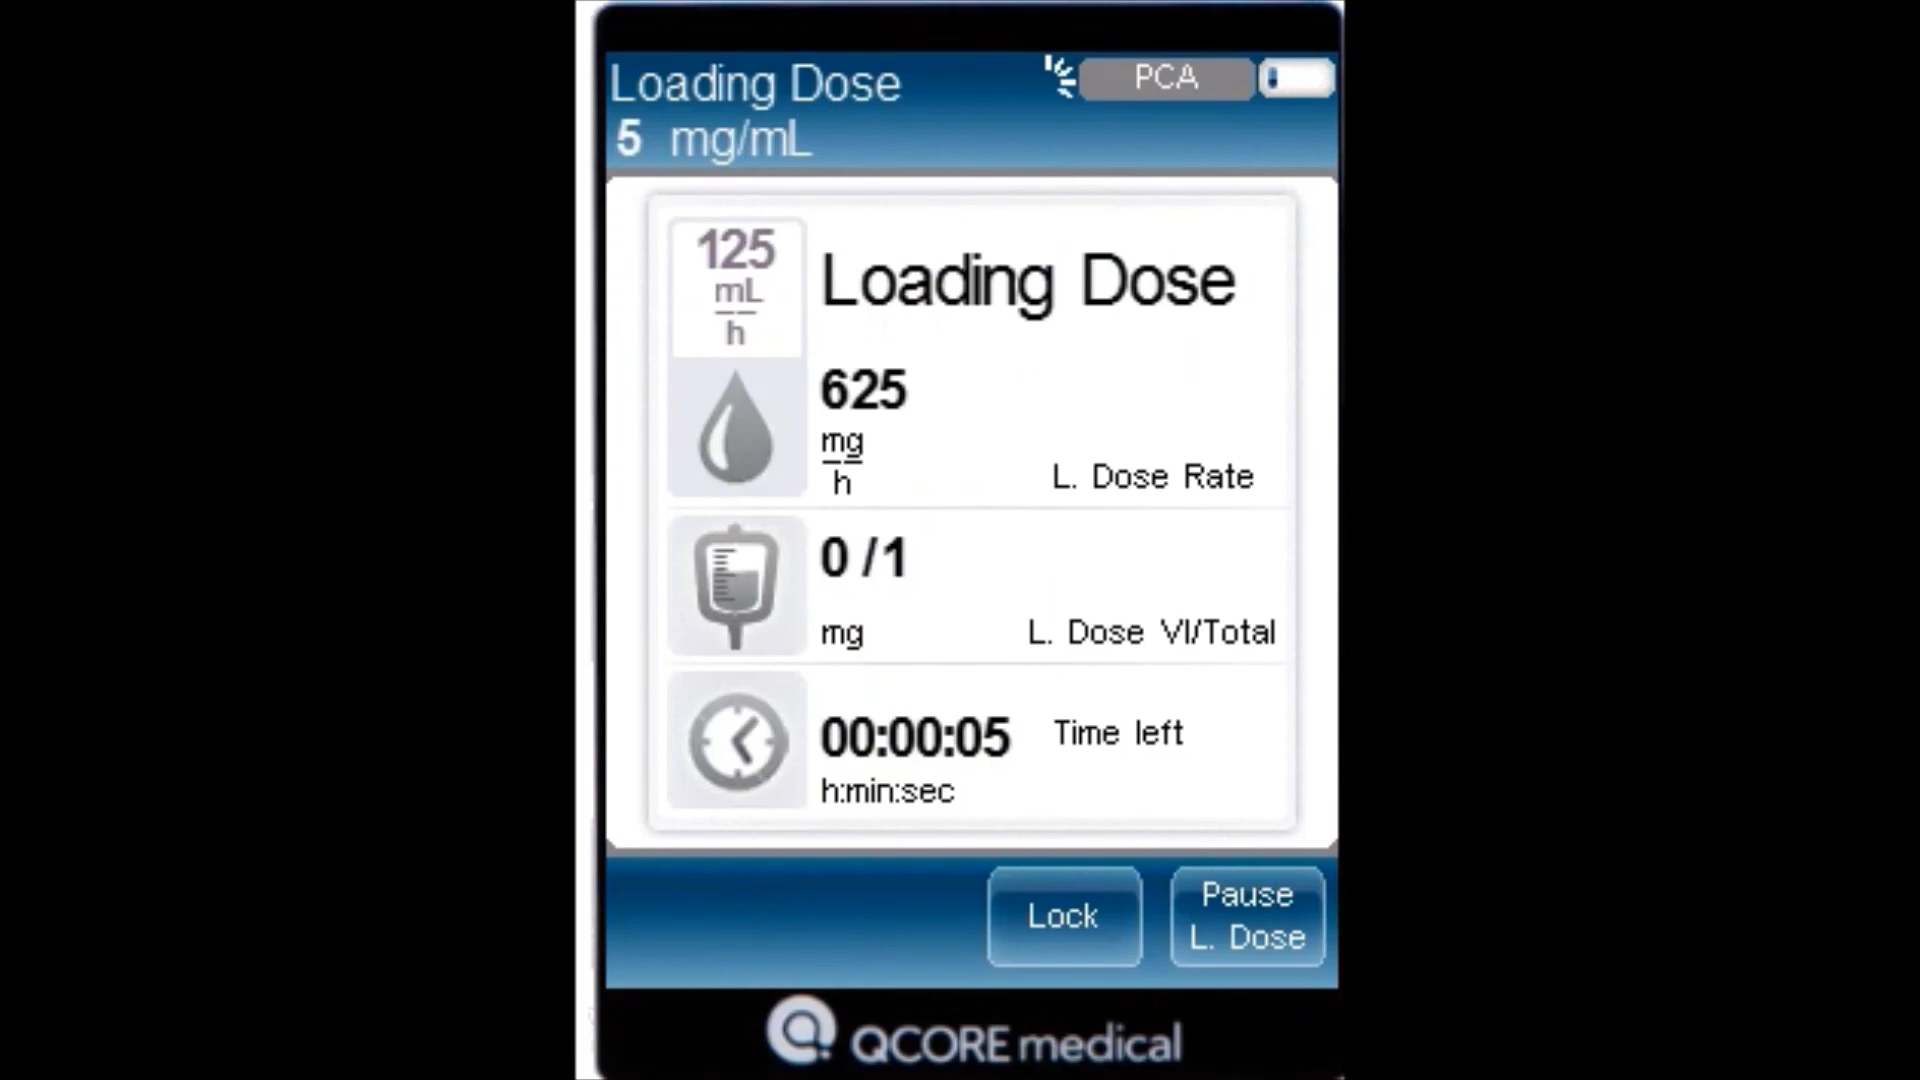 Loading Dose
PCA
5 mg/mL
125
mL
h
Loading Dose
625
mg
h
L. Dose Rate
0 /1
mg
L. Dose VI/Total
00:00:05
Time left
h:min:sec
Lock
Pause
L. Dose
QCORE medical